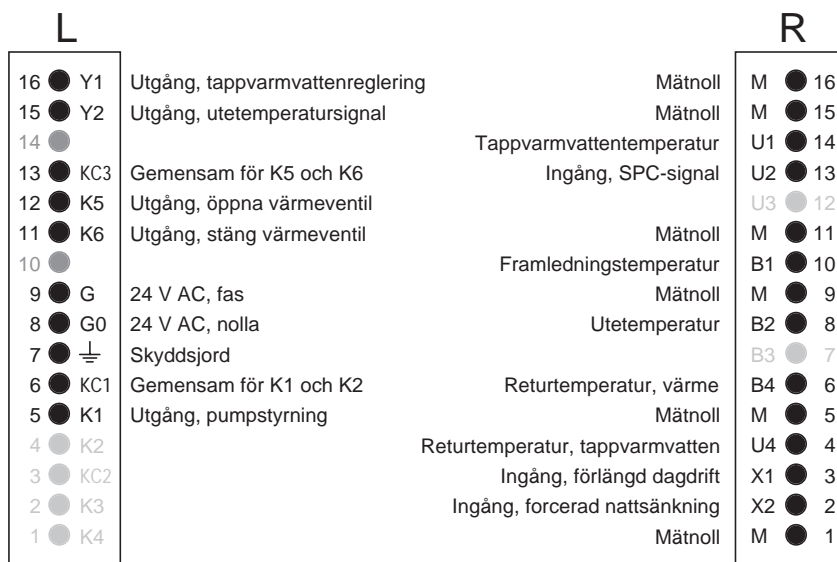 L R
16 Y1 Utgång, tappvarmvattenreglering Mätnoll M 16
15 Y2 Utgång, utetemperatursignal Mätnoll M 15
14 Tappvarmvattentemperatur U1 14
13 KC3 Gemensam för K5 och K6 Ingång, SPC-signal U2 13
12 K5 Utgång, öppna värmeventil U3 12
11 K6 Utgång, stäng värmeventil Mätnoll M 11
10 Framledningstemperatur B1 10
9 G 24 V AC, fas Mätnoll M 9
8 G0 24 V AC, nolla Utetemperatur B2 8
7 Skyddsjord B3 7
6 KC1 Gemensam för K1 och K2 Returtemperatur, värme B4 6
5 K1 Utgång, pumpstyrning Mätnoll M 5
4 K2 Returtemperatur, tappvarmvatten U4 4
3 KC2 Ingång, förlängd dagdrift X1 3
2 K3 Ingång, forcerad nattsänkning X2 2
1 K4 Mätnoll M 1